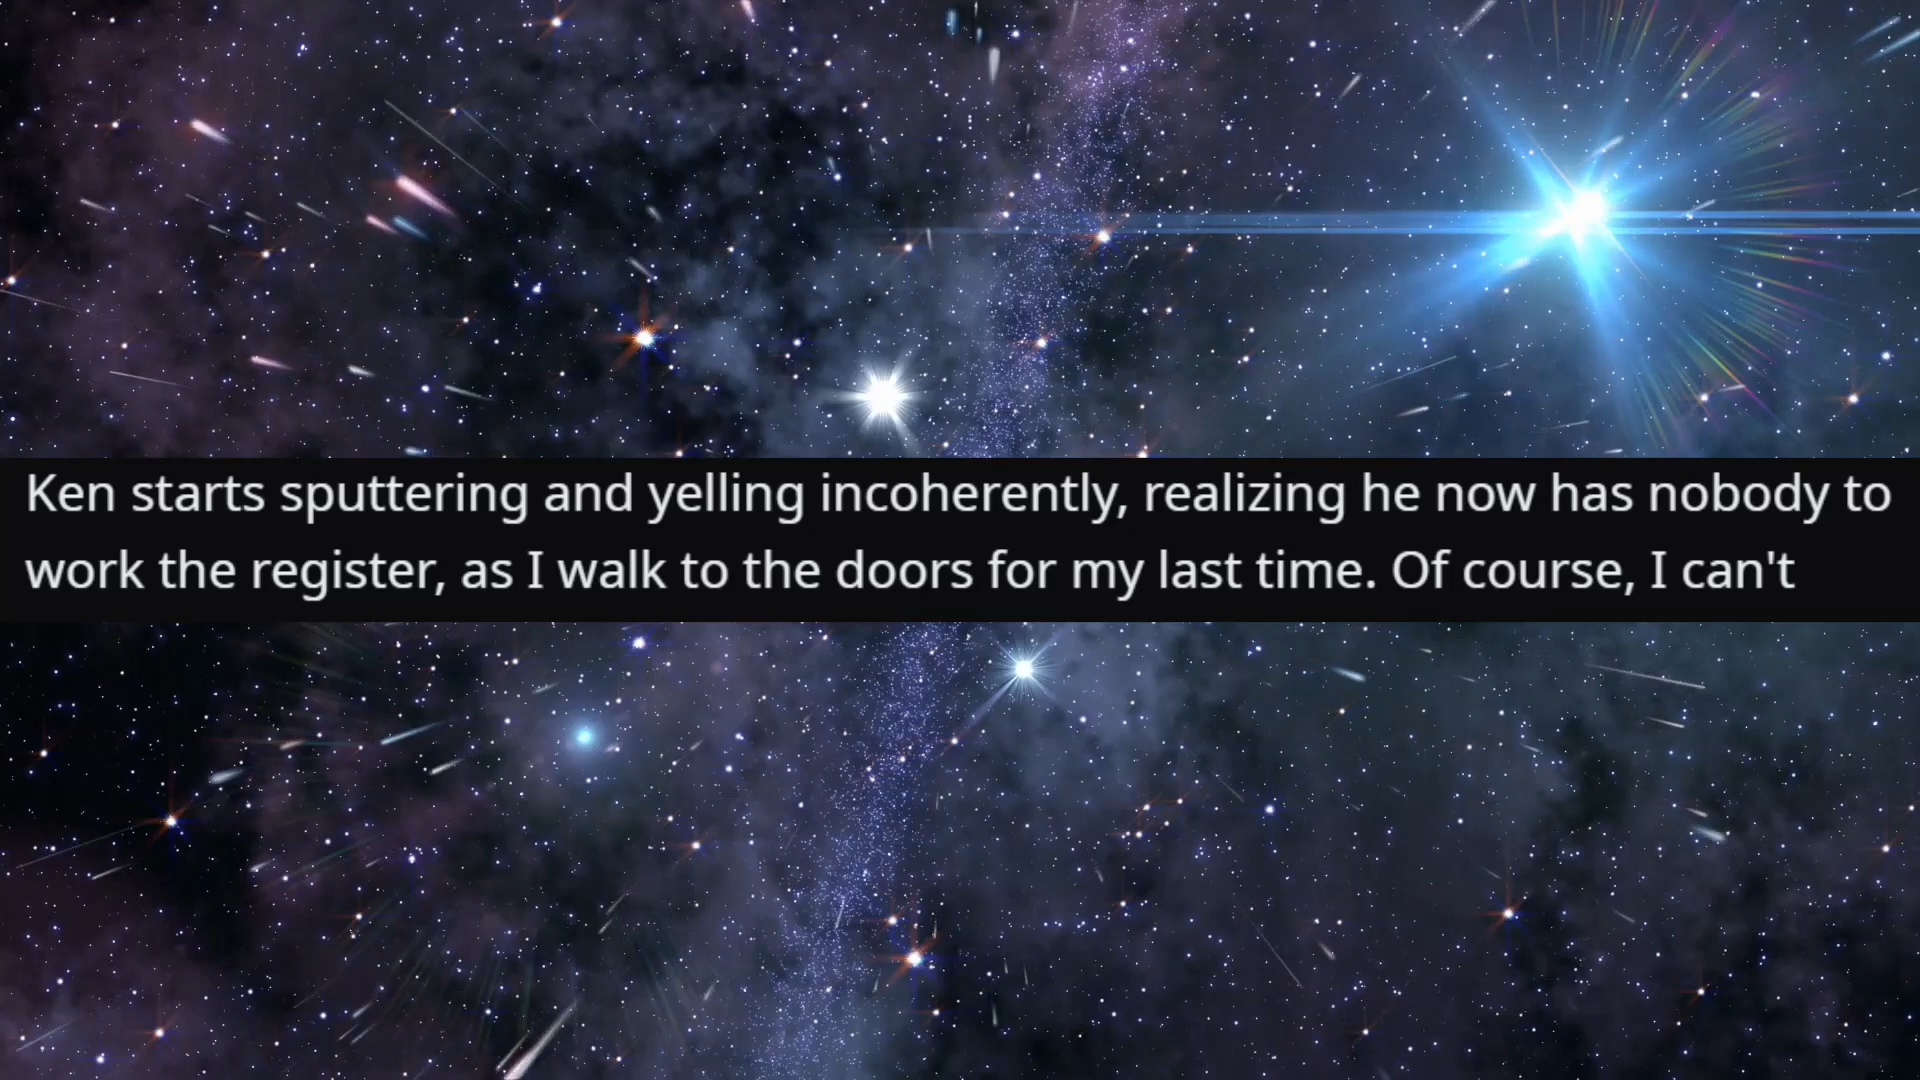 Ken starts sputtering and yelling incoherently, realizing he now has nobody to
work the register, as I walk to the doors for my last time. Of course, I can't